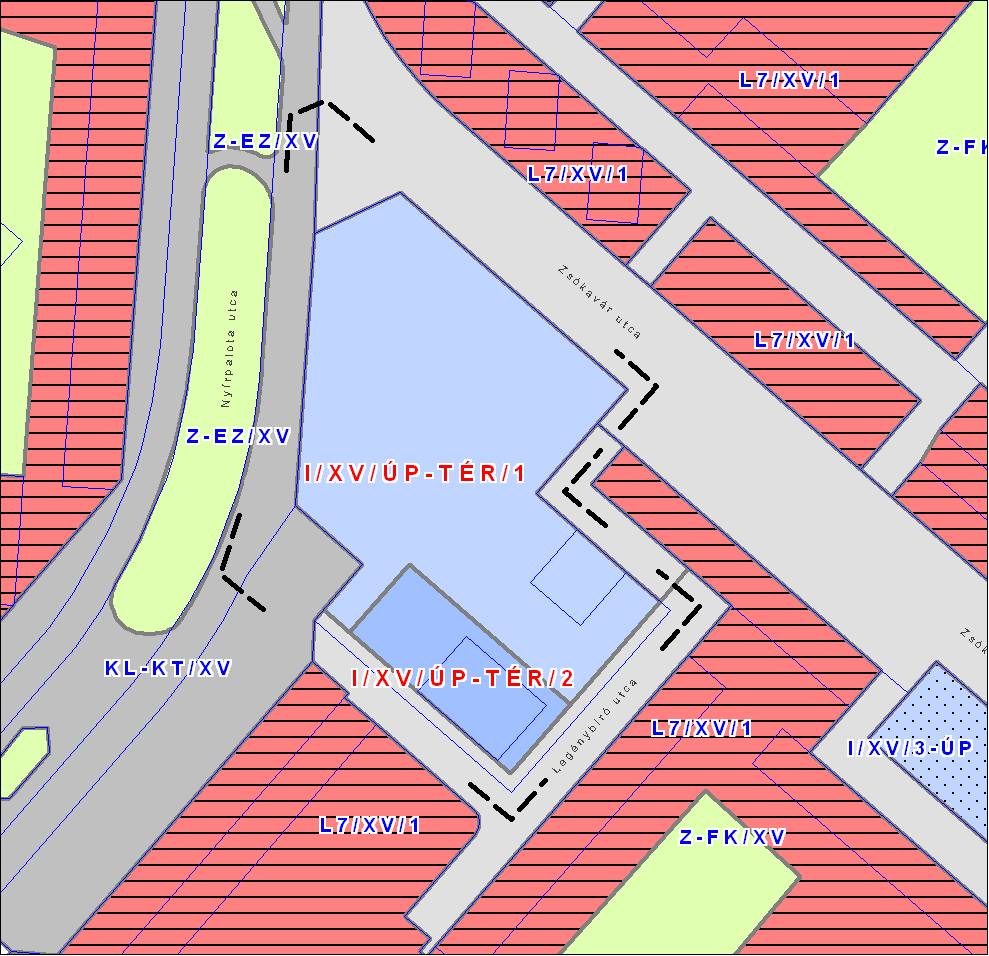 L7/XV/1
Z-EZ/XV
Z-FK
L7/XV/1
Zsókavár utca
Nyírpalota utca
L7/XV/1
Z-EZ/XV
I/XV/ÚP-TÉR/1
Zsók
KL-KT/XV
I/XV/ÚP-TÉR/2
Legénybíró utca
L7/XV/1
I/XV/3-ÚP
L7/XV/1
Z-FK/XV